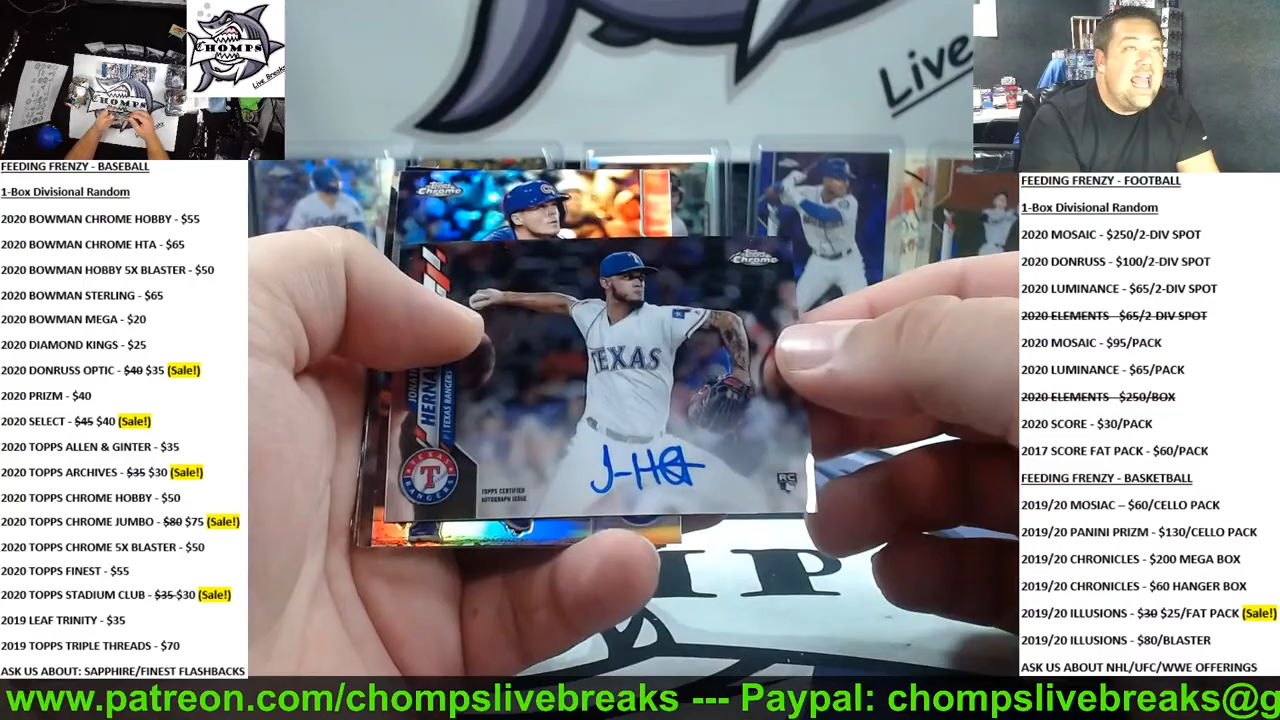 CHOMPS
Live Breaks
Live
CHOMPS
FEEDING FRENZY - BASEBALL
1-Box Divisional Random
2020 BOWMAN CHROME HOBBY - $55
2020 BOWMAN CHROME HTA - $65
2020 BOWMAN HOBBY 5X BLASTER - $50
2020 BOWMAN STERLING - $65
2020 BOWMAN MEGA - $20
2020 DIAMOND KINGS - $25
2020 DONRUSS OPTIC - $40 $35 (Sale!)
2020 PRIZM - $40
2020 SELECT - $45 $40 (Sale!)
2020 TOPPS ALLEN & GINTER - $35
2020 TOPPS ARCHIVES - $35 $30 (Sale!)
2020 TOPPS CHROME HOBBY - $50
2020 TOPPS CHROME JUMBO - $80 $75 (Sale!)
2020 TOPPS CHROME 5X BLASTER - $50
2020 TOPPS FINEST - $55
2020 TOPPS STADIUM CLUB - $35 $30 (Sale!)
2019 LEAF TRINITY - $35
2019 TOPPS TRIPLE THREADS - $70
ASK US ABOUT: SAPPHIRE/FINEST FLASHBACKS
Topps Chrome
Topps Chrome
TEXAS
HERNA
TEXAS RANGERS
T
RANGERS
TOPPS CERTIFIED
AUTOGRAPH ISSUE
J-H
RC
FEEDING FRENZY - FOOTBALL
1-Box Divisional Random
2020 MOSAIC - $250/2-DIV SPOT
2020 DONRUSS - $100/2-DIV SPOT
2020 LUMINANCE - $65/2-DIV SPOT
2020 ELEMENTS - $65/2 DIV SPOT
2020 MOSAIC - $95/PACK
2020 LUMINANCE - $65/PACK
2020 ELEMENTS - $250/BOX
2020 SCORE - $30/PACK
2017 SCORE FAT PACK - $60/PACK
FEEDING FRENZY - BASKETBALL
2019/20 MOSIAC – $60/CELLO PACK
2019/20 PANINI PRIZM - $130/CELLO PACK
2019/20 CHRONICLES - $200 MEGA BOX
2019/20 CHRONICLES - $60 HANGER BOX
2019/20 ILLUSIONS - $30 $25/FAT PACK (Sale!)
2019/20 ILLUSIONS - $80/BLASTER
ASK US ABOUT NHL/UFC/WWE OFFERINGS
www.patreon.com/chompslivebreaks --- Paypal: chompslivebreaks@g